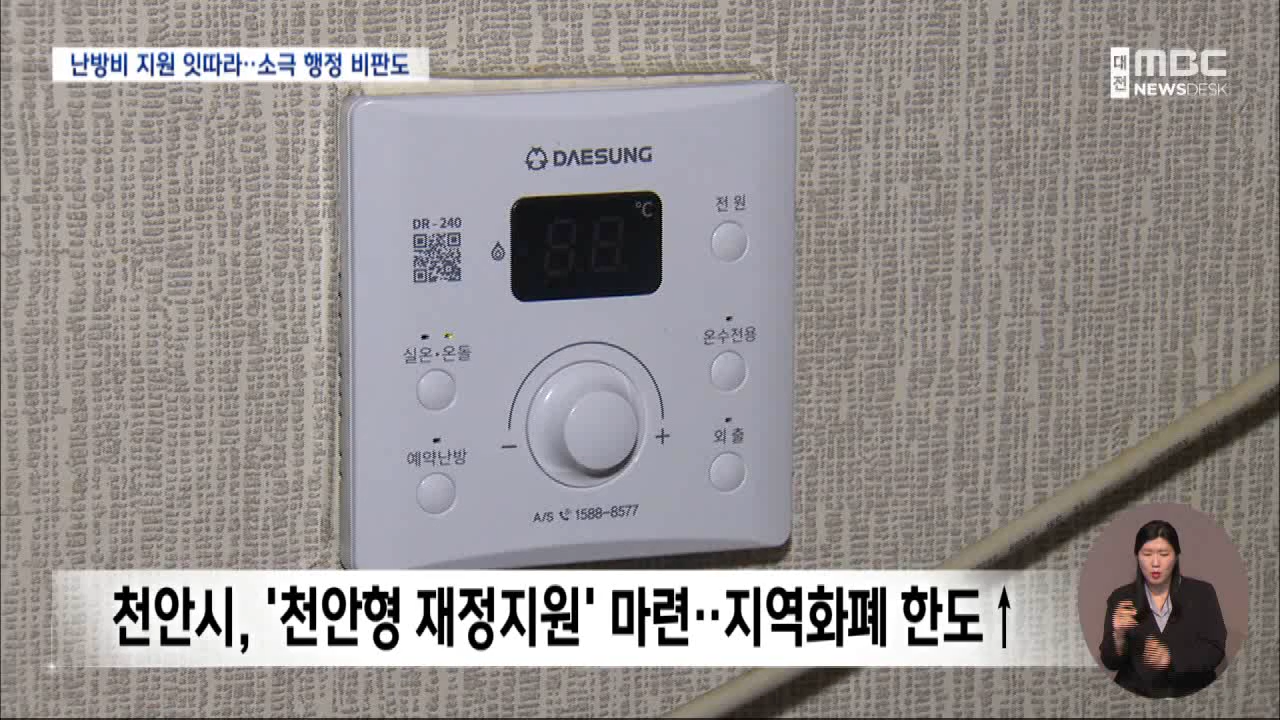 난방비 지원 잇따라··소극 행정 비판도
대전 MBC
NEWSDESK
DAESUNG
DR-240
℃
전원
실온·온돌
온수전용
예약난방
외출
− +
A/S 1588-8577
천안시, '천안형 재정지원' 마련··지역화폐 한도↑